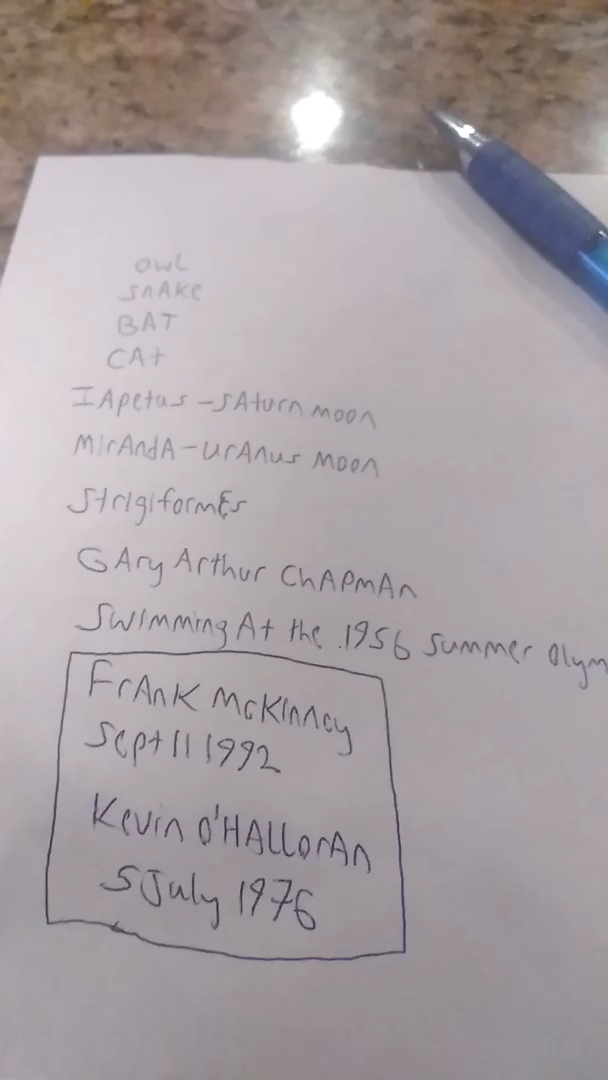 OWL
SNAKE
BAT
CAt
IApetus - SAturn moon
MirAndA - UrAnus Moon
StrigiformEs
GAry Arthur ChAPmAn
Swimming At the 1956 Summer Olym
FrAnK McKinney
Sept 11 1992
Kevin O'HALLorAn
5 July 1976